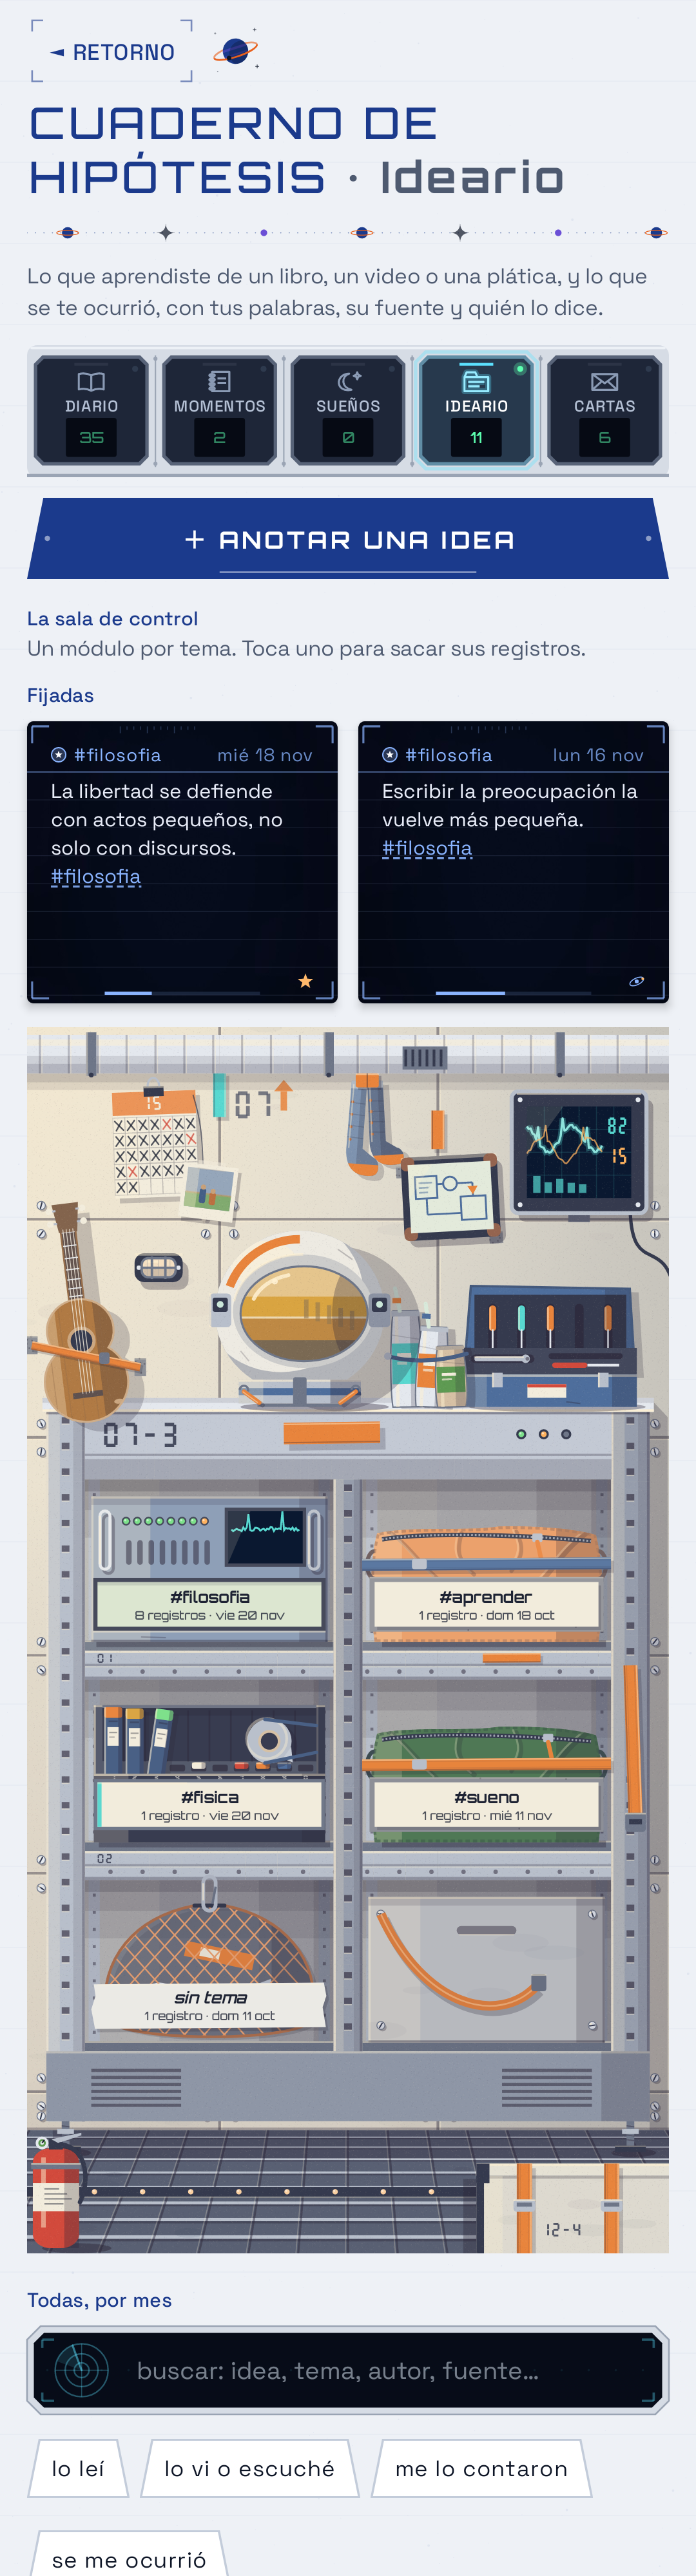 ◄ RETORNO
CUADERNO DE
HIPÓTESIS · Ideario
Lo que aprendiste de un libro, un video o una plática, y lo que
se te ocurrió, con tus palabras, su fuente y quién lo dice.
DIARIO
35
MOMENTOS
2
SUEÑOS
0
IDEARIO
11
CARTAS
6
+ ANOTAR UNA IDEA
La sala de control
Un módulo por tema. Toca uno para sacar sus registros.
Fijadas
#filosofia mié 18 nov
La libertad se defiende
con actos pequeños, no
solo con discursos.
#filosofia
#filosofia lun 16 nov
Escribir la preocupación la
vuelve más pequeña.
#filosofia
15
07
82
15
07-3
#filosofia
8 registros · vie 20 nov
#aprender
1 registro · dom 18 oct
01
#fisica
1 registro · vie 20 nov
#sueno
1 registro · mié 11 nov
02
sin tema
1 registro · dom 11 oct
12-4
Todas, por mes
buscar: idea, tema, autor, fuente...
lo leí
lo vi o escuché
me lo contaron
se me ocurrió